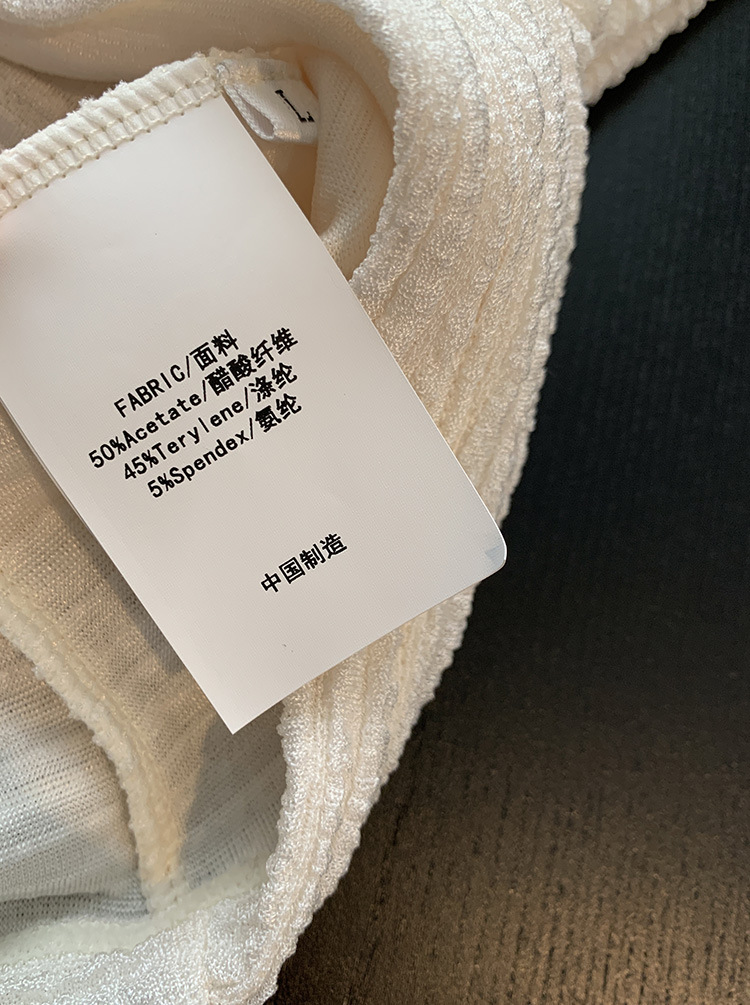 L
FABRIC/面料
50%Acetate/醋酸纤维
45%Terylene/涤纶
5%Spendex/氨纶
中国制造